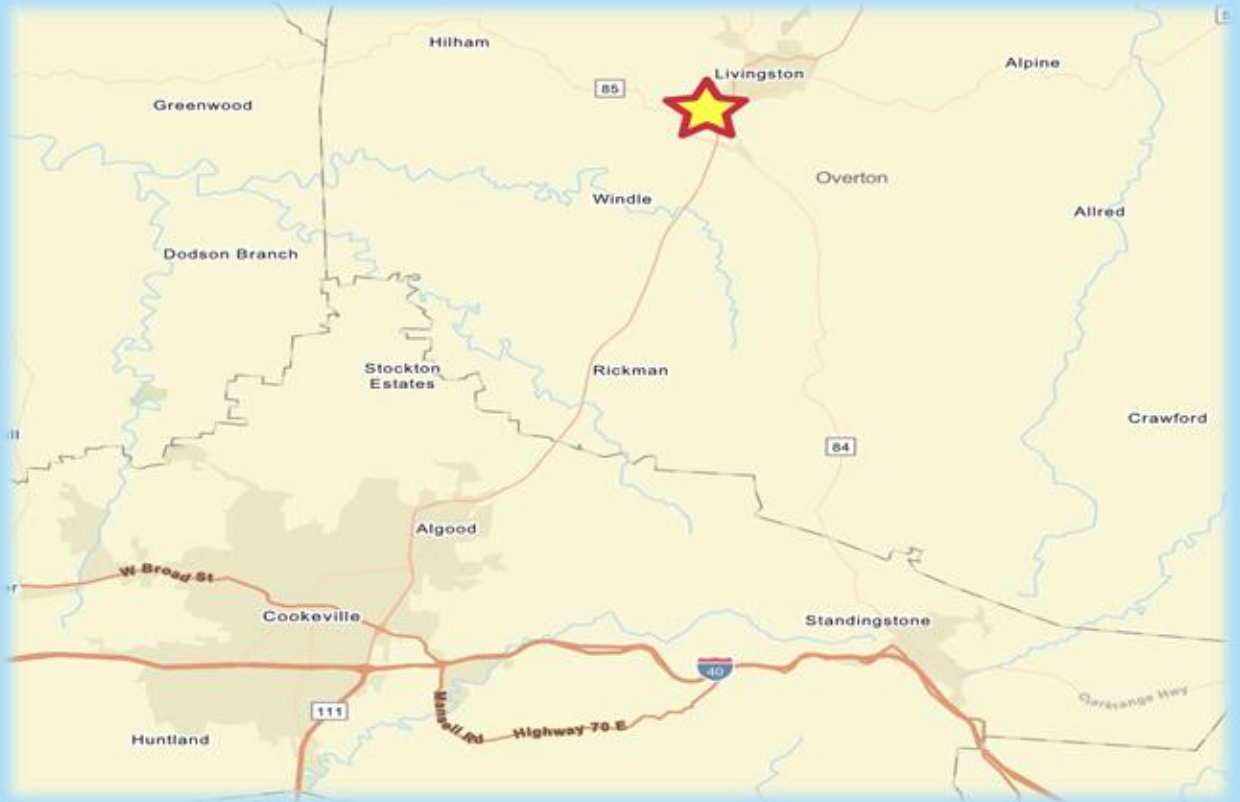 Hilham
Livingston
Alpine
85
Greenwood
Overton
Windle
Allred
Dodson Branch
Stockton
Estates
Rickman
Crawford
84
Algood
W Broad St
Cookeville
Standingstone
40
Clarkrange Hwy
111
Mansell Rd
Highway 70 E
Huntland